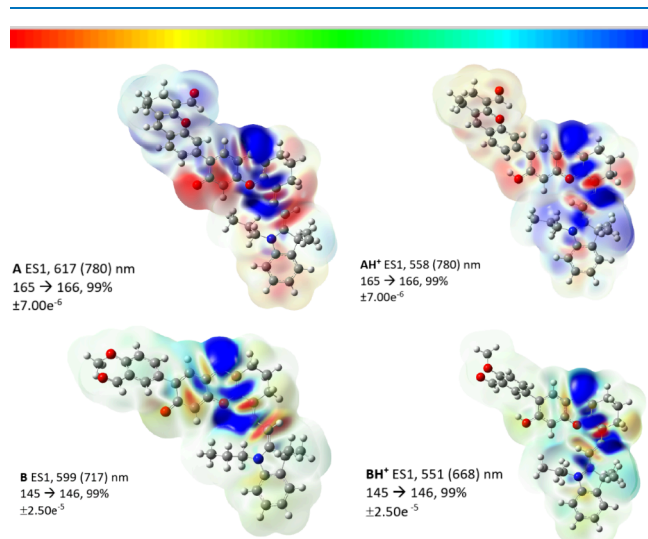 A ES1, 617 (780) nm
165 → 166, 99%
±7.00e⁻⁶
AH⁺ ES1, 558 (780) nm
165 → 166, 99%
±7.00e⁻⁶
B ES1, 599 (717) nm
145 → 146, 99%
±2.50e⁻⁵
BH⁺ ES1, 551 (668) nm
145 → 146, 99%
±2.50e⁻⁵